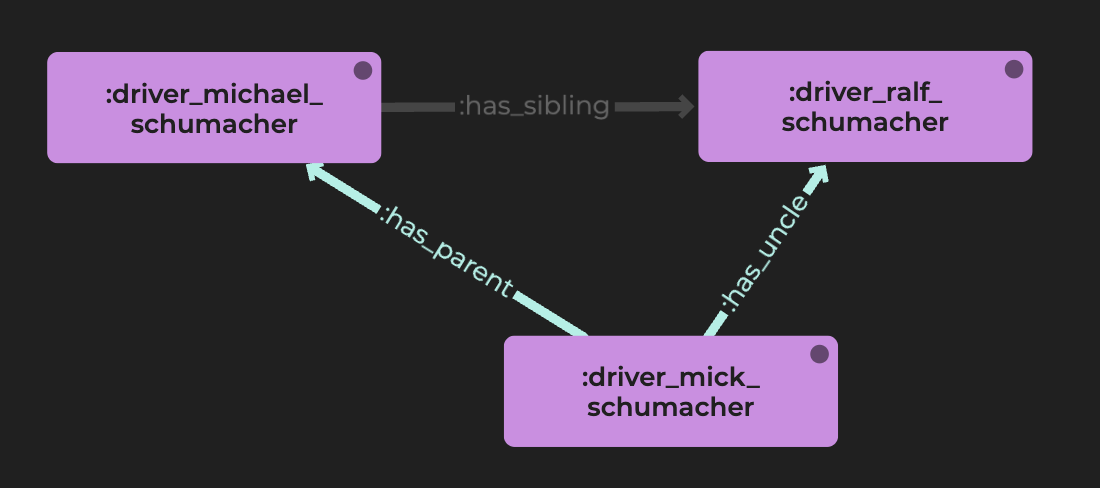 :driver_michael_
schumacher
:has_sibling
:driver_ralf_
schumacher
:has_parent
:has_uncle
:driver_mick_
schumacher